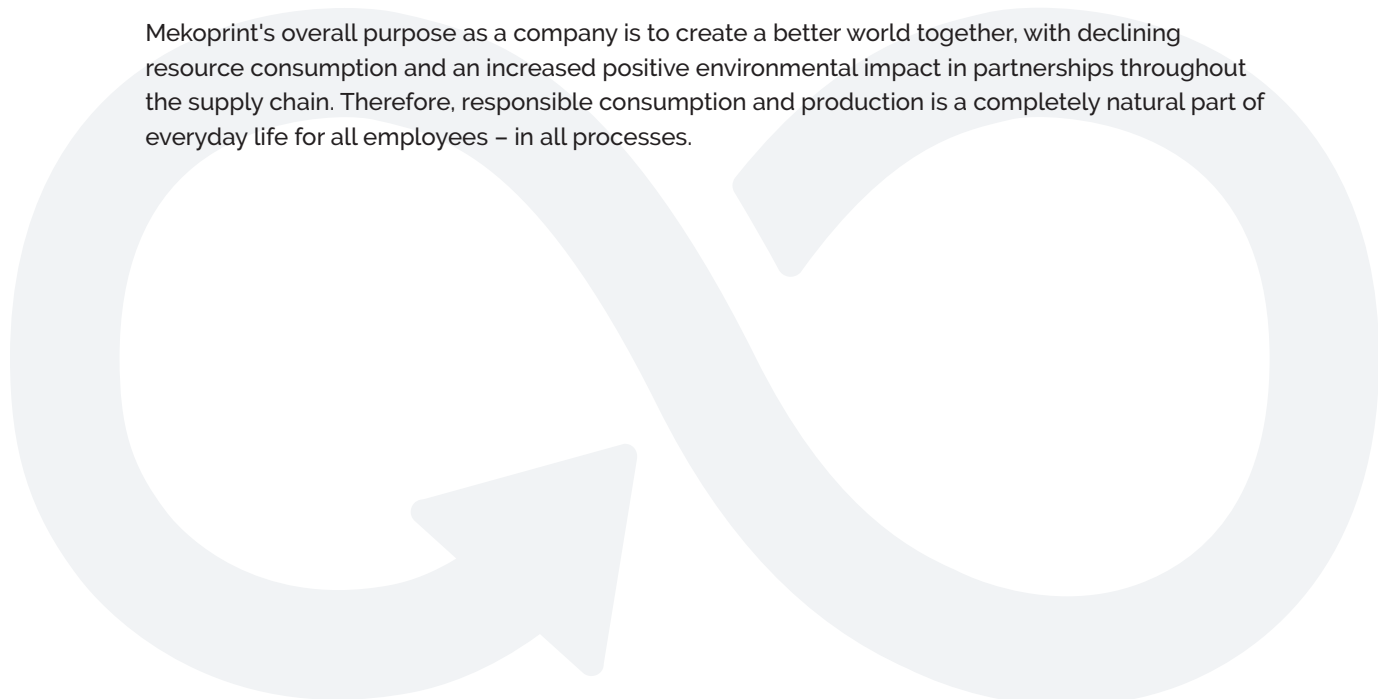 Mekoprint's overall purpose as a company is to create a better world together, with declining
resource consumption and an increased positive environmental impact in partnerships throughout
the supply chain. Therefore, responsible consumption and production is a completely natural part of
everyday life for all employees – in all processes.